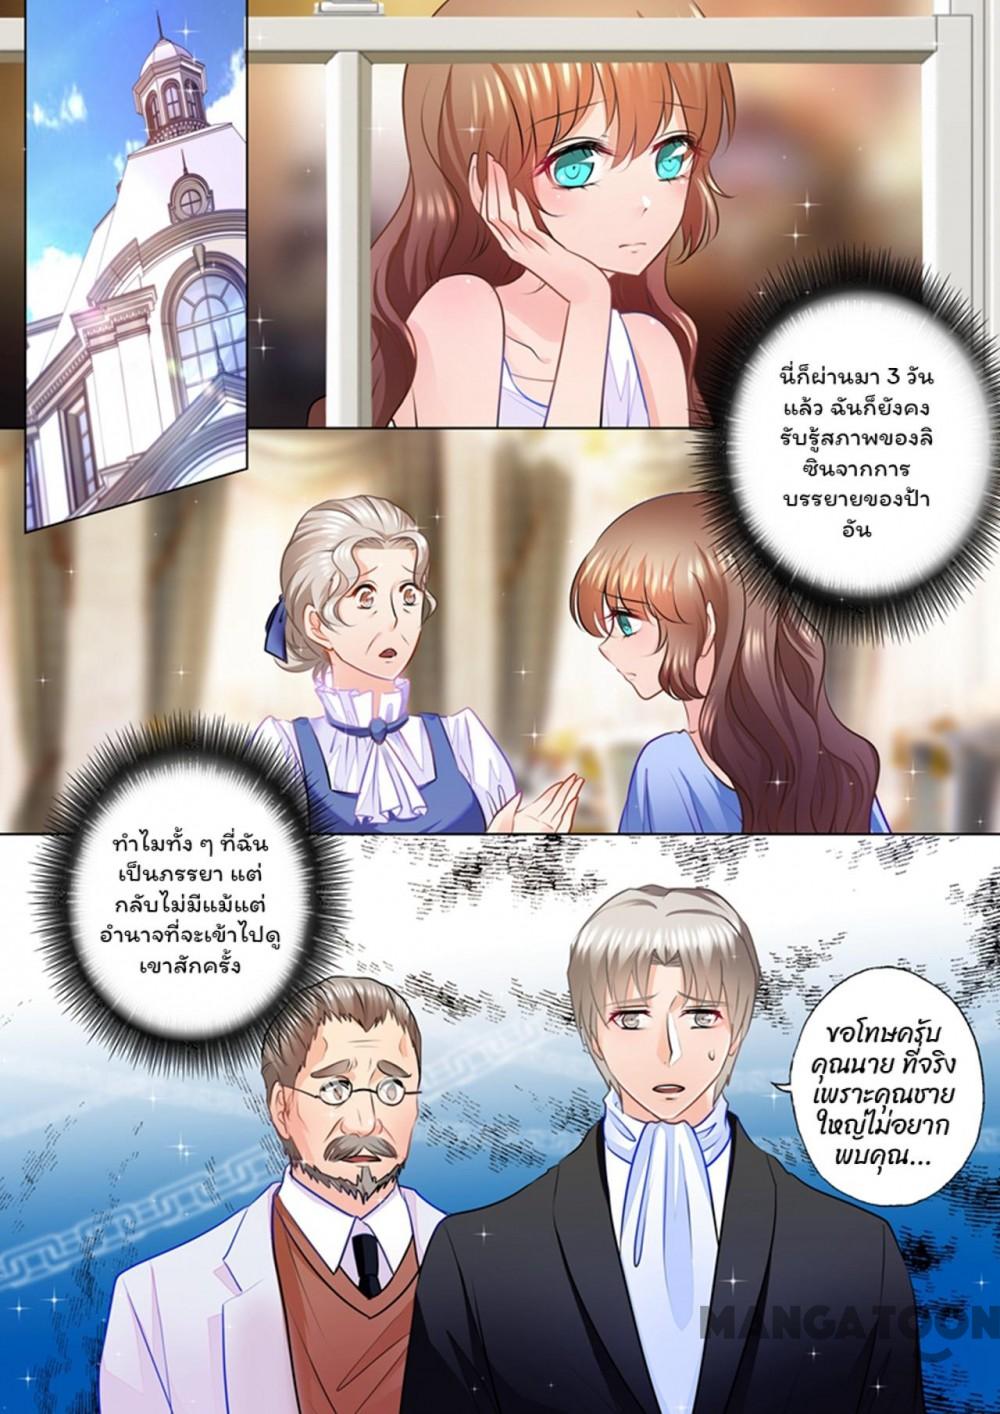 นี่ก็ผ่านมา 3 วัน
แล้ว ฉันก็ยังคง
รับรู้สภาพของลิ
ซินจากการ
บรรยายของป้า
อัน
ทำไมทั้ง ๆ ที่ฉัน
เป็นภรรยา แต่
กลับไม่มีแม้แต่
อำนาจที่จะเข้าไปดู
เขาสักครั้ง
ขอโทษครับ
คุณนาย ที่จริง
เพราะคุณชาย
ใหญ่ไม่อยาก
พบคุณ...
MANGATOON